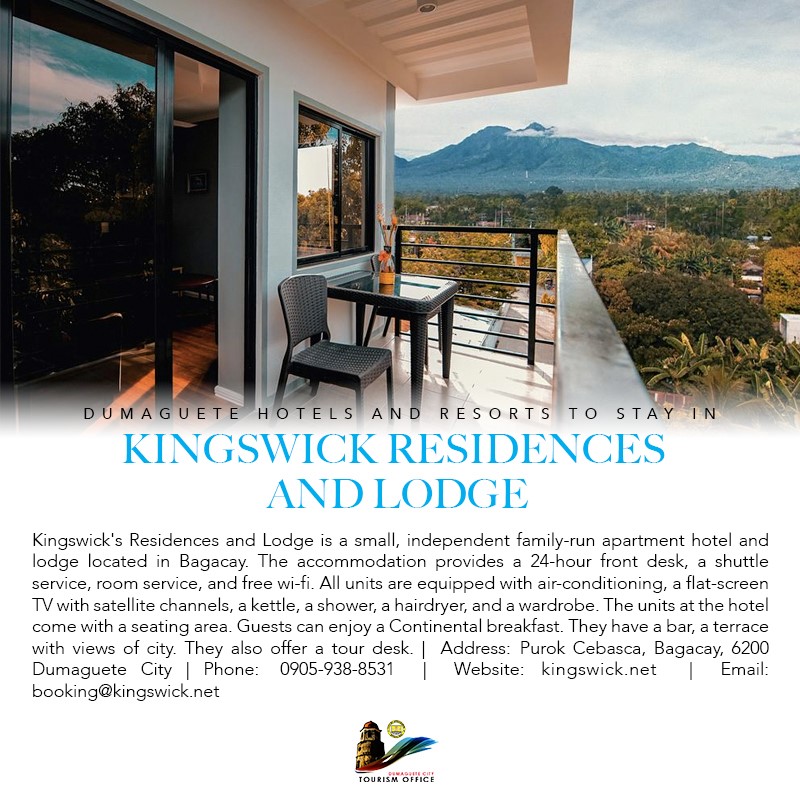 DUMAGUETE HOTELS AND RESORTS TO STAY IN
KINGSWICK RESIDENCES
AND LODGE
Kingswick's Residences and Lodge is a small, independent family-run apartment hotel and
lodge located in Bagacay. The accommodation provides a 24-hour front desk, a shuttle
service, room service, and free wi-fi. All units are equipped with air-conditioning, a flat-screen
TV with satellite channels, a kettle, a shower, a hairdryer, and a wardrobe. The units at the hotel
come with a seating area. Guests can enjoy a Continental breakfast. They have a bar, a terrace
with views of city. They also offer a tour desk. | Address: Purok Cebasca, Bagacay, 6200
Dumaguete City | Phone: 0905-938-8531 | Website: kingswick.net | Email:
booking@kingswick.net
DUMAGUETE CITY
TOURISM OFFICE